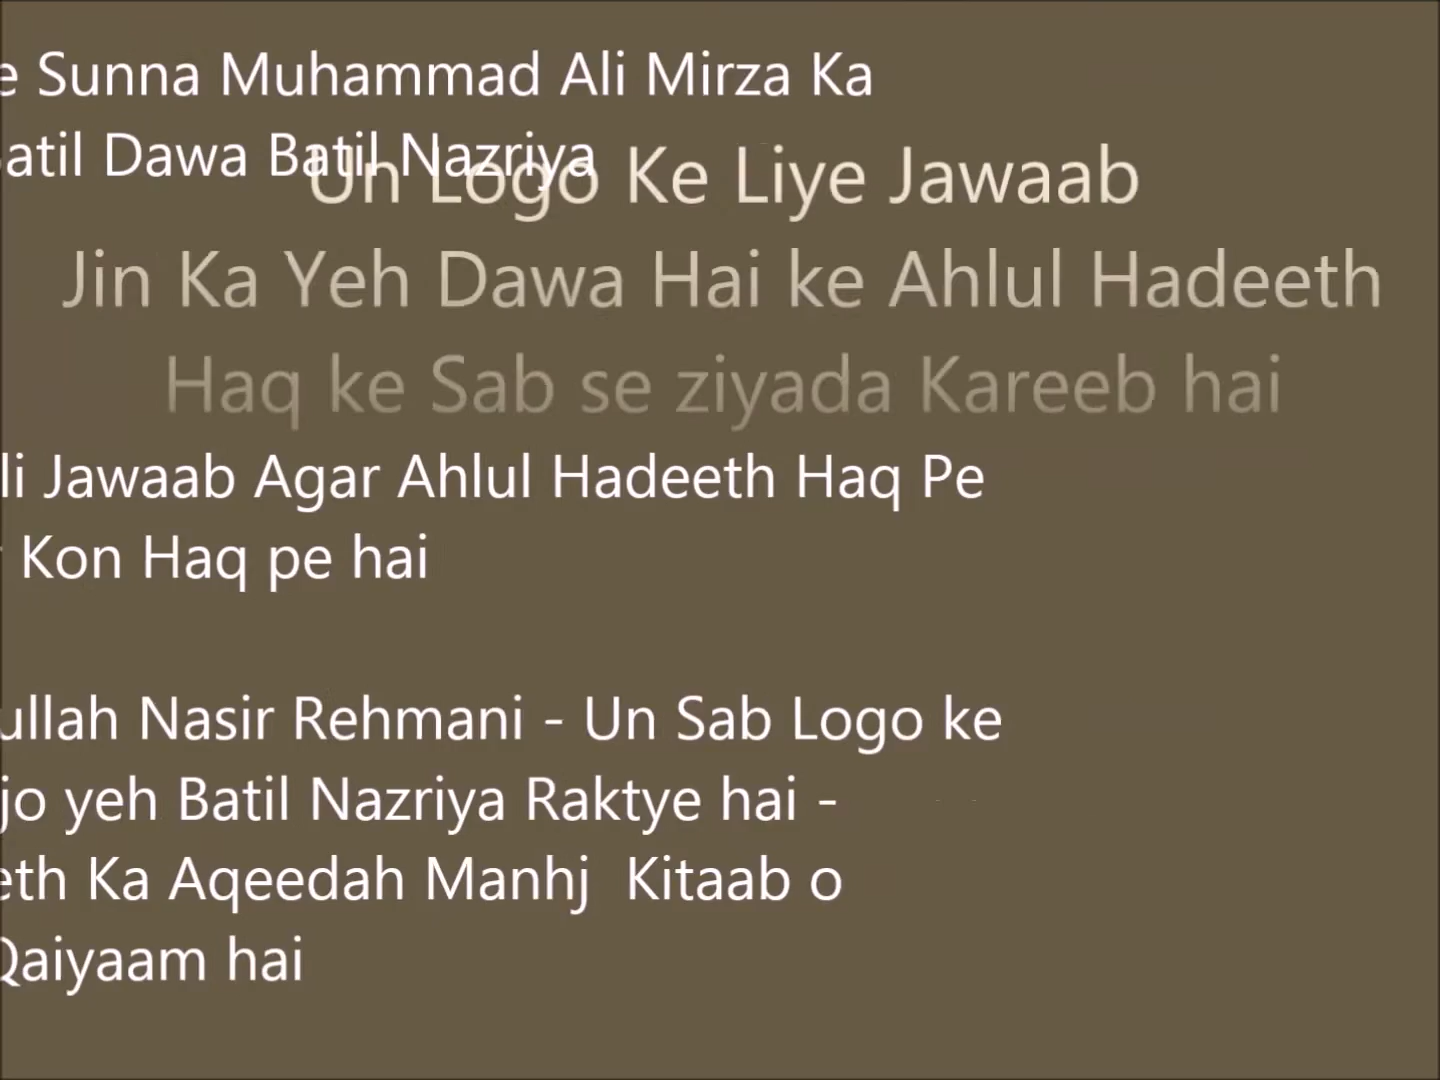 e Sunna Muhammad Ali Mirza Ka
atil Dawa Batil Nazriya
Un Logo Ke Liye Jawaab
Jin Ka Yeh Dawa Hai ke Ahlul Hadeeth
Haq ke Sab se ziyada Kareeb hai
li Jawaab Agar Ahlul Hadeeth Haq Pe
Kon Haq pe hai
ullah Nasir Rehmani - Un Sab Logo ke
jo yeh Batil Nazriya Raktye hai -
eth Ka Aqeedah Manhj Kitaab o
Qaiyaam hai